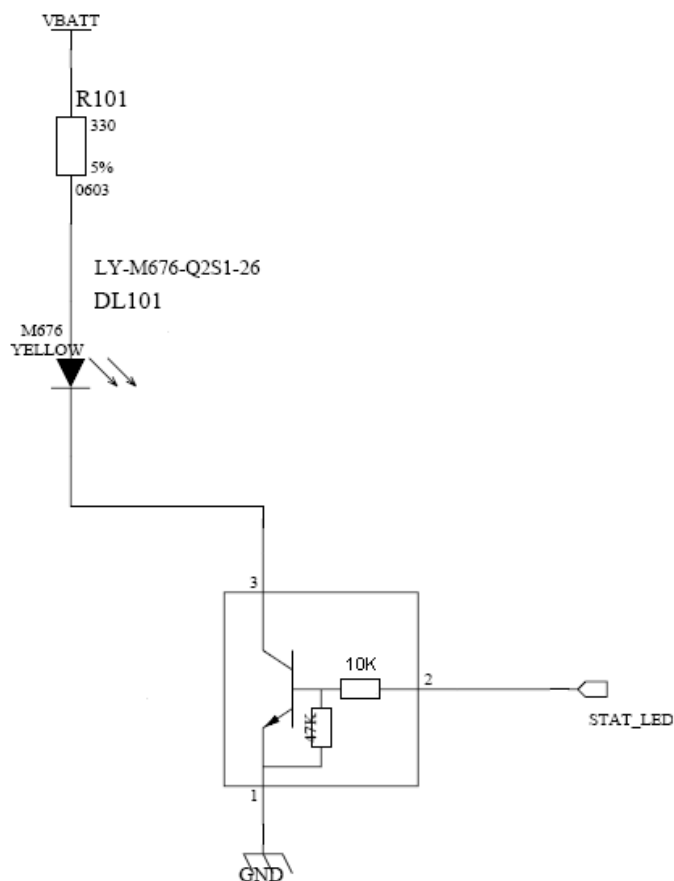 VBATT
R101
330
5%
0603
LY-M676-Q2S1-26
DL101
M676
YELLOW
3
10K
2
47K
STAT_LED
1
GND